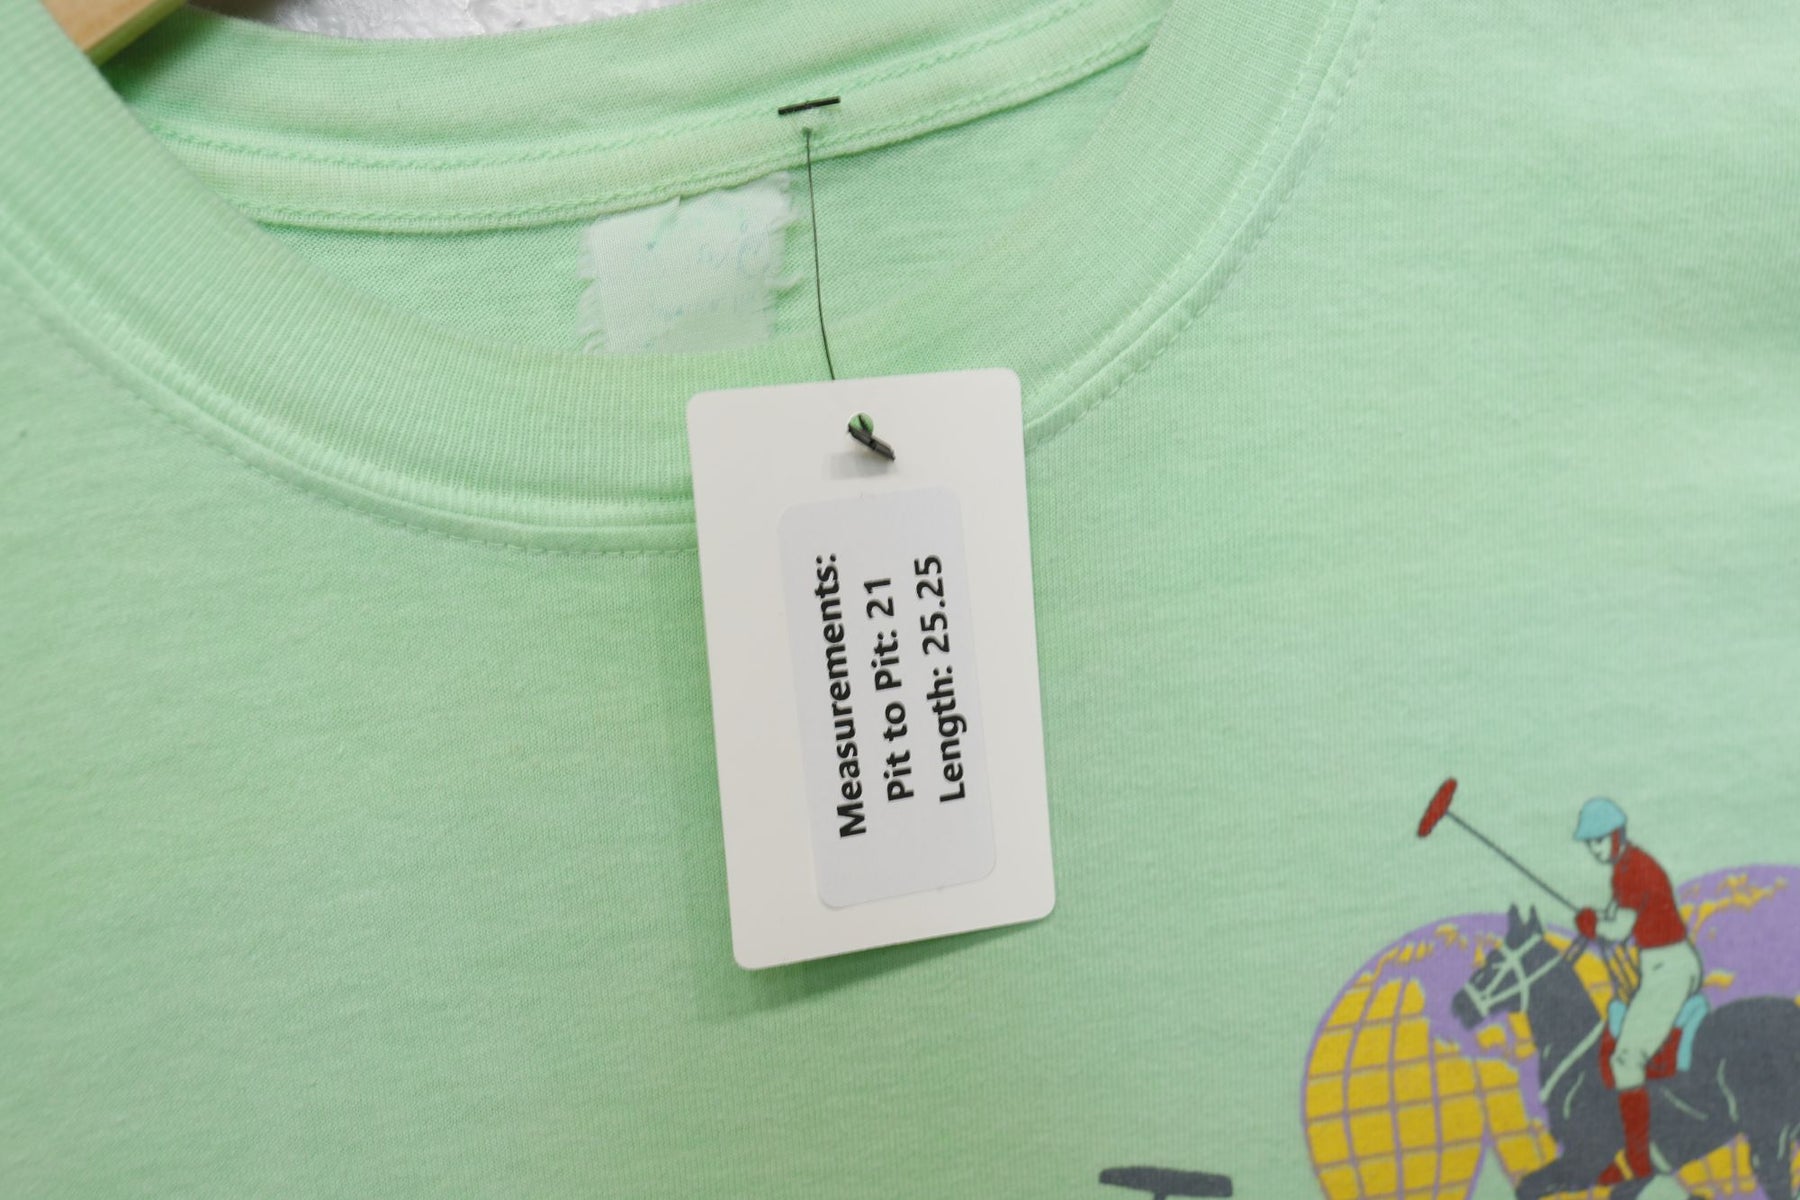 Measurements:
Pit to Pit: 21
Length: 25.25